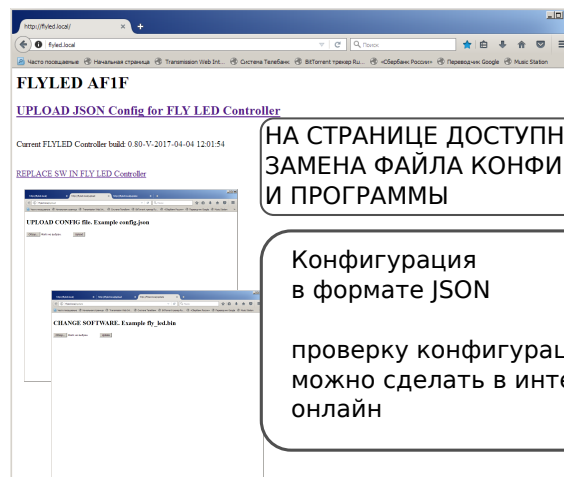 http://flyled.local/
flyled.local
Поиск
Часто посещаемые Начальная страница Transmission Web Int... Система Телебанк BitTorrent трекер Ru... «Сбербанк России» Переводчик Google Music Station
FLYLED AF1F
UPLOAD JSON Config for FLY LED Controller
Current FLYLED Controller build: 0.80-V-2017-04-04 12:01:54
REPLACE SW IN FLY LED Controller
UPLOAD CONFIG file. Example config.json
CHANGE SOFTWARE. Example fly_led.bin
НА СТРАНИЦЕ ДОСТУПН
ЗАМЕНА ФАЙЛА КОНФИ
И ПРОГРАММЫ
Конфигурация
в формате JSON
проверку конфигурац
можно сделать в инте
онлайн